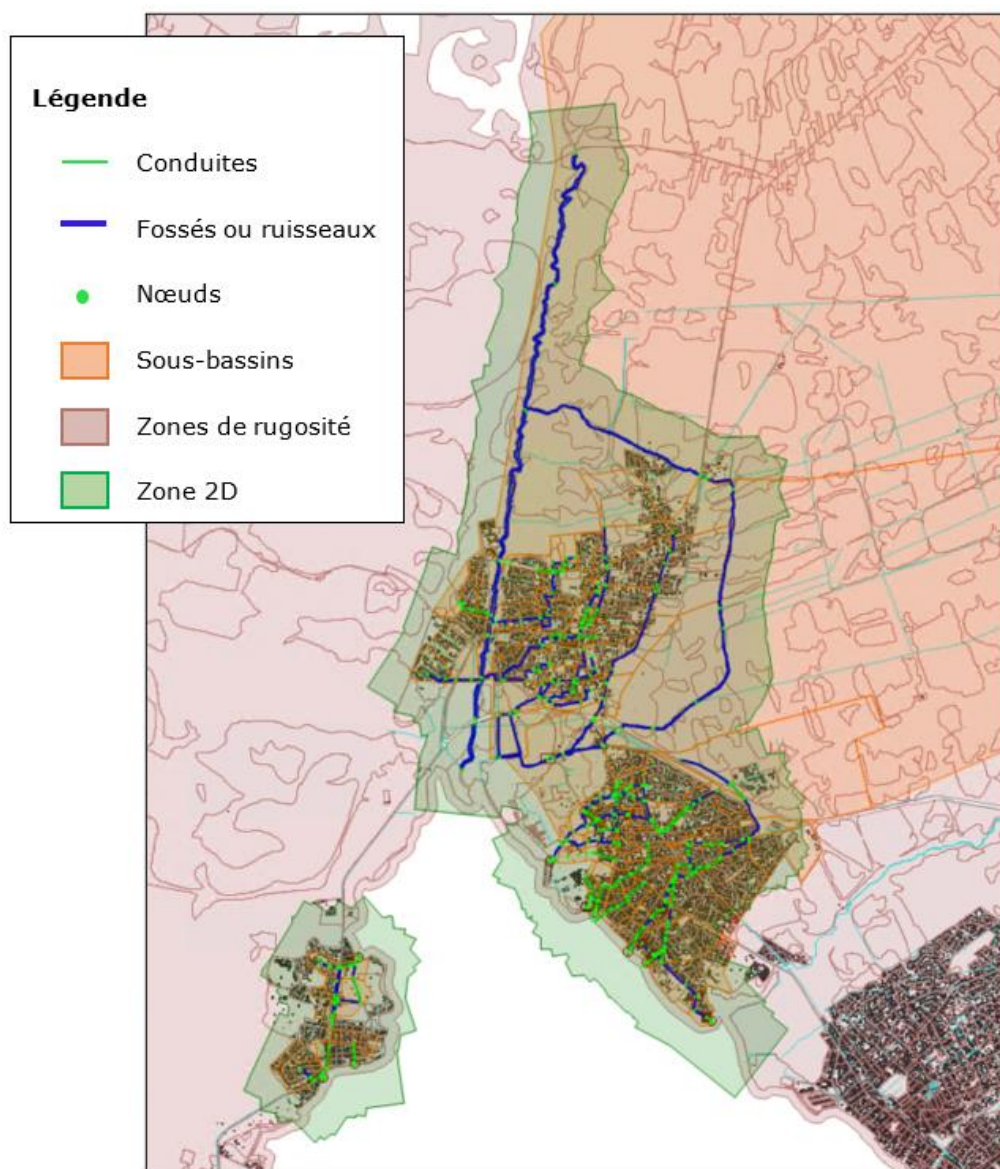 Légende
Conduites
Fossés ou ruisseaux
Nœuds
Sous-bassins
Zones de rugosité
Zone 2D